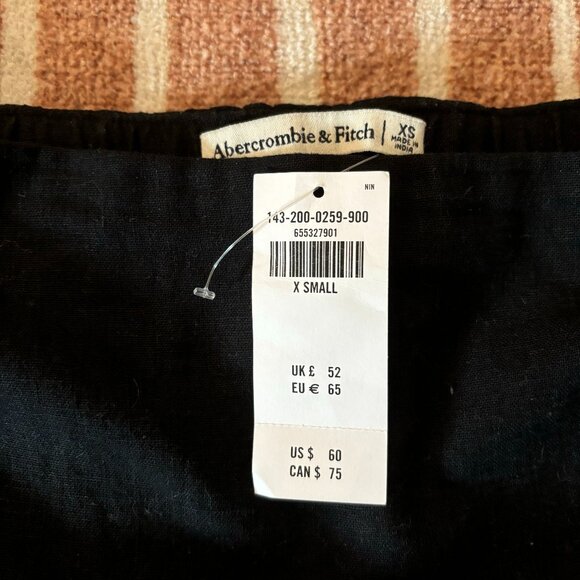 Abercrombie & Fitch | XS
MADE IN
INDIA
NIN
143-200-0259-900
655327901
X SMALL
UK £ 52
EU € 65
US $ 60
CAN $ 75